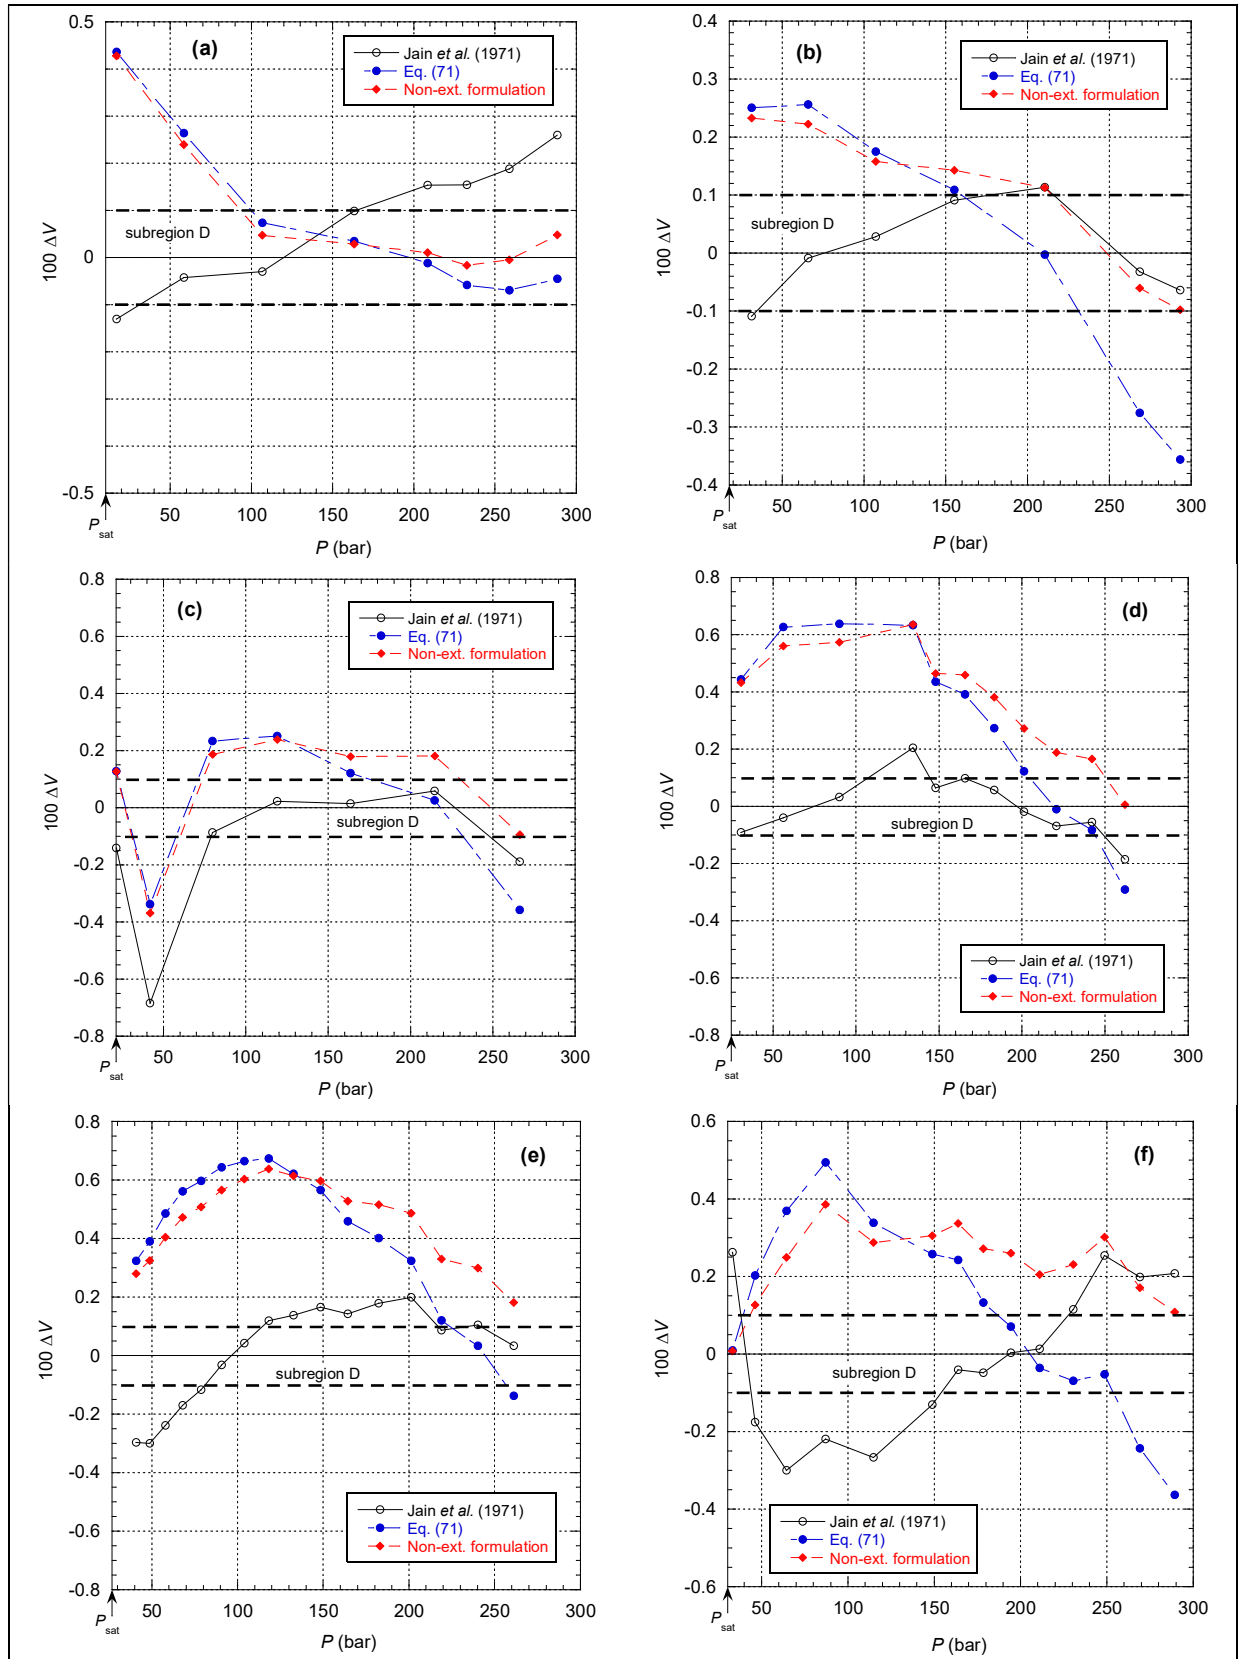 (a)
Jain et al. (1971)
Eq. (71)
Non-ext. formulation
0.5
0
-0.5
100 ΔV
subregion D
50 100 150 200 250 300
Psat
P (bar)
(b)
Jain et al. (1971)
Eq. (71)
Non-ext. formulation
0.4
0.3
0.2
0.1
0
-0.1
-0.2
-0.3
-0.4
100 ΔV
subregion D
50 100 150 200 250 300
Psat
P (bar)
(c)
Jain et al. (1971)
Eq. (71)
Non-ext. formulation
0.8
0.6
0.4
0.2
0
-0.2
-0.4
-0.6
-0.8
100 ΔV
subregion D
50 100 150 200 250 300
Psat
P (bar)
(d)
0.8
0.6
0.4
0.2
0
-0.2
-0.4
-0.6
-0.8
100 ΔV
subregion D
Jain et al. (1971)
Eq. (71)
Non-ext. formulation
50 100 150 200 250 300
Psat
P (bar)
(e)
0.8
0.6
0.4
0.2
0
-0.2
-0.4
-0.6
-0.8
100 ΔV
subregion D
Jain et al. (1971)
Eq. (71)
Non-ext. formulation
50 100 150 200 250 300
Psat
P (bar)
(f)
0.6
0.4
0.2
0
-0.2
-0.4
-0.6
100 ΔV
subregion D
Jain et al. (1971)
Eq. (71)
Non-ext. formulation
50 100 150 200 250 300
Psat
P (bar)